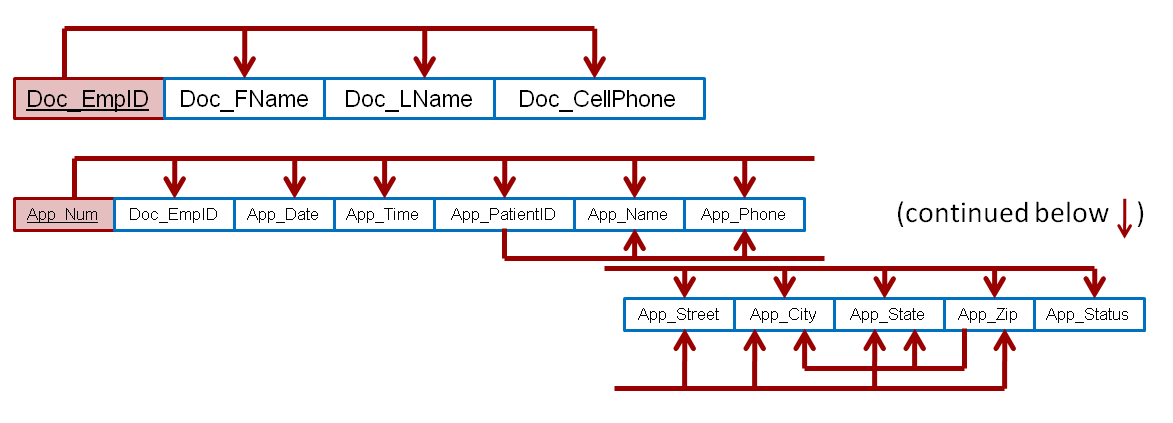 Doc_EmpID Doc_FName Doc_LName Doc_CellPhone
App_Num Doc_EmpID App_Date App_Time App_PatientID App_Name App_Phone
(continued below )
App_Street App_City App_State App_Zip App_Status